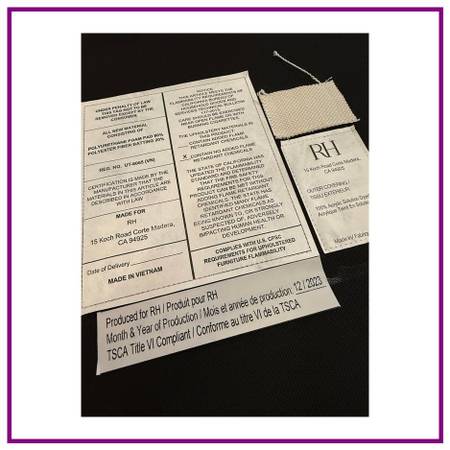 UNDER PENALTY OF LAW
THIS TAG NOT TO BE
REMOVED EXCEPT BY THE
CONSUMER
ALL NEW MATERIAL
CONSISTING OF
POLYURETHANE FOAM PAD 80%
POLYESTER FIBER BATTING 20%
REG. NO. (VN)
CERTIFICATION IS MADE BY THE
MANUFACTURER THAT THE
MATERIALS IN THIS ARTICLE ARE
DESCRIBED IN ACCORDANCE
WITH LAW
MADE FOR
RH
15 Koch Road Corte Madera,
CA 94925
Date of Delivery
MADE IN VIETNAM
NOTICE
THIS ARTICLE MEETS THE
FLAMMABILITY REQUIREMENTS OF
CALIFORNIA BUREAU OF
HOUSEHOLD GOODS AND
SERVICES TECHNICAL BULLETIN
CARE SHOULD BE EXERCISED
NEAR OPEN FLAME OR WITH
BURNING CIGARETTES.
THE UPHOLSTERY MATERIALS IN
THIS PRODUCT
CONTAIN ADDED FLAME
RETARDANT CHEMICALS
X CONTAIN NO ADDED FLAME
RETARDANT CHEMICALS
THE STATE OF CALIFORNIA HAS
UPDATED THE FLAMMABILITY
STANDARD AND DETERMINED
THAT THE FIRE SAFETY
REQUIREMENTS FOR THIS
PRODUCT CAN BE MET WITHOUT
ADDING FLAME RETARDANT
CHEMICALS. THE STATE HAS
IDENTIFIED MANY FLAME
RETARDANT CHEMICALS AS
BEING KNOWN TO, OR STRONGLY
SUSPECTED OF, ADVERSELY
IMPACTING HUMAN HEALTH OR
DEVELOPMENT.
COMPLIES WITH U.S. CPSC
REQUIREMENTS FOR UPHOLSTERED
FURNITURE FLAMMABILITY
RH
15 Koch Road Corte Madera,
CA 94925
OUTER COVERING /
TISSU EXTERIEUR:
100% Acrylic Solution Dyed
Made in
Produced for RH / Produit pour RH
Month & Year of Production / Mois et année de production: 12 / 2023
TSCA Title VI Compliant / Conforme au titre VI de la TSCA